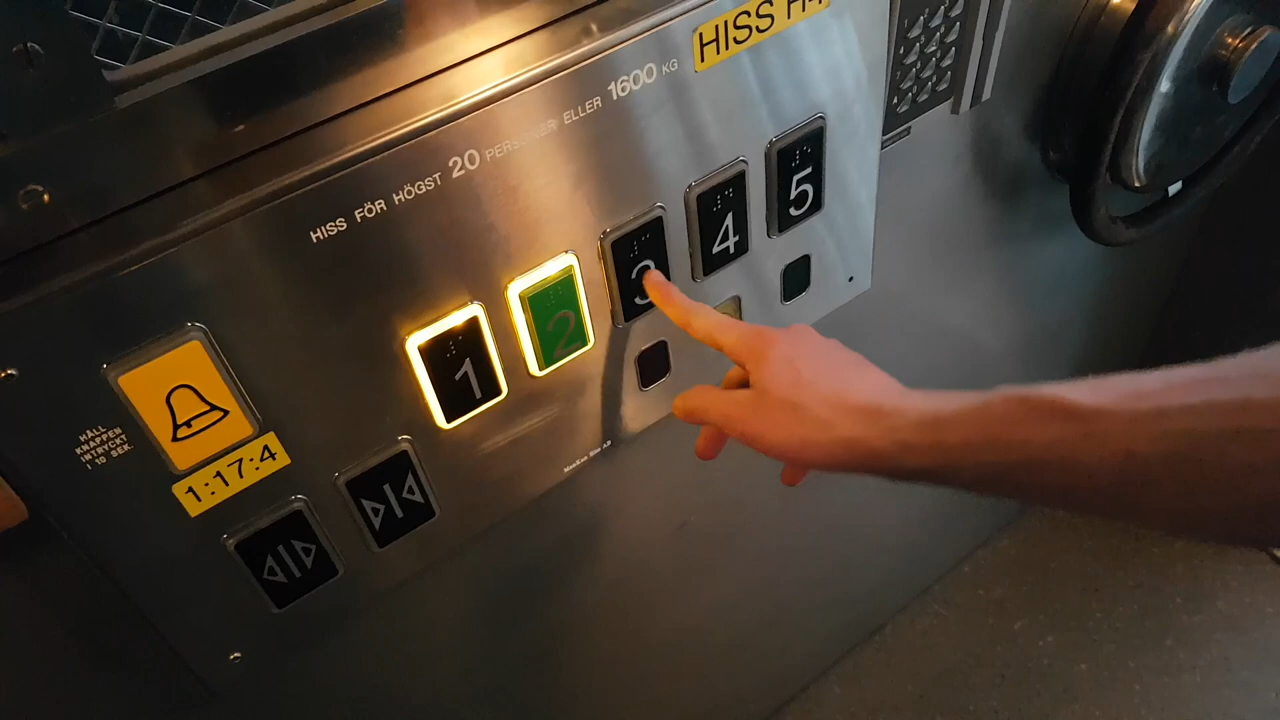 HISS
HISS FÖR HÖGST 20 PERSONER ELLER 1600 KG
5
4
3
2
1
HÅLL
KNAPPEN
INTRYCKT
I 10 SEK
1:17:4